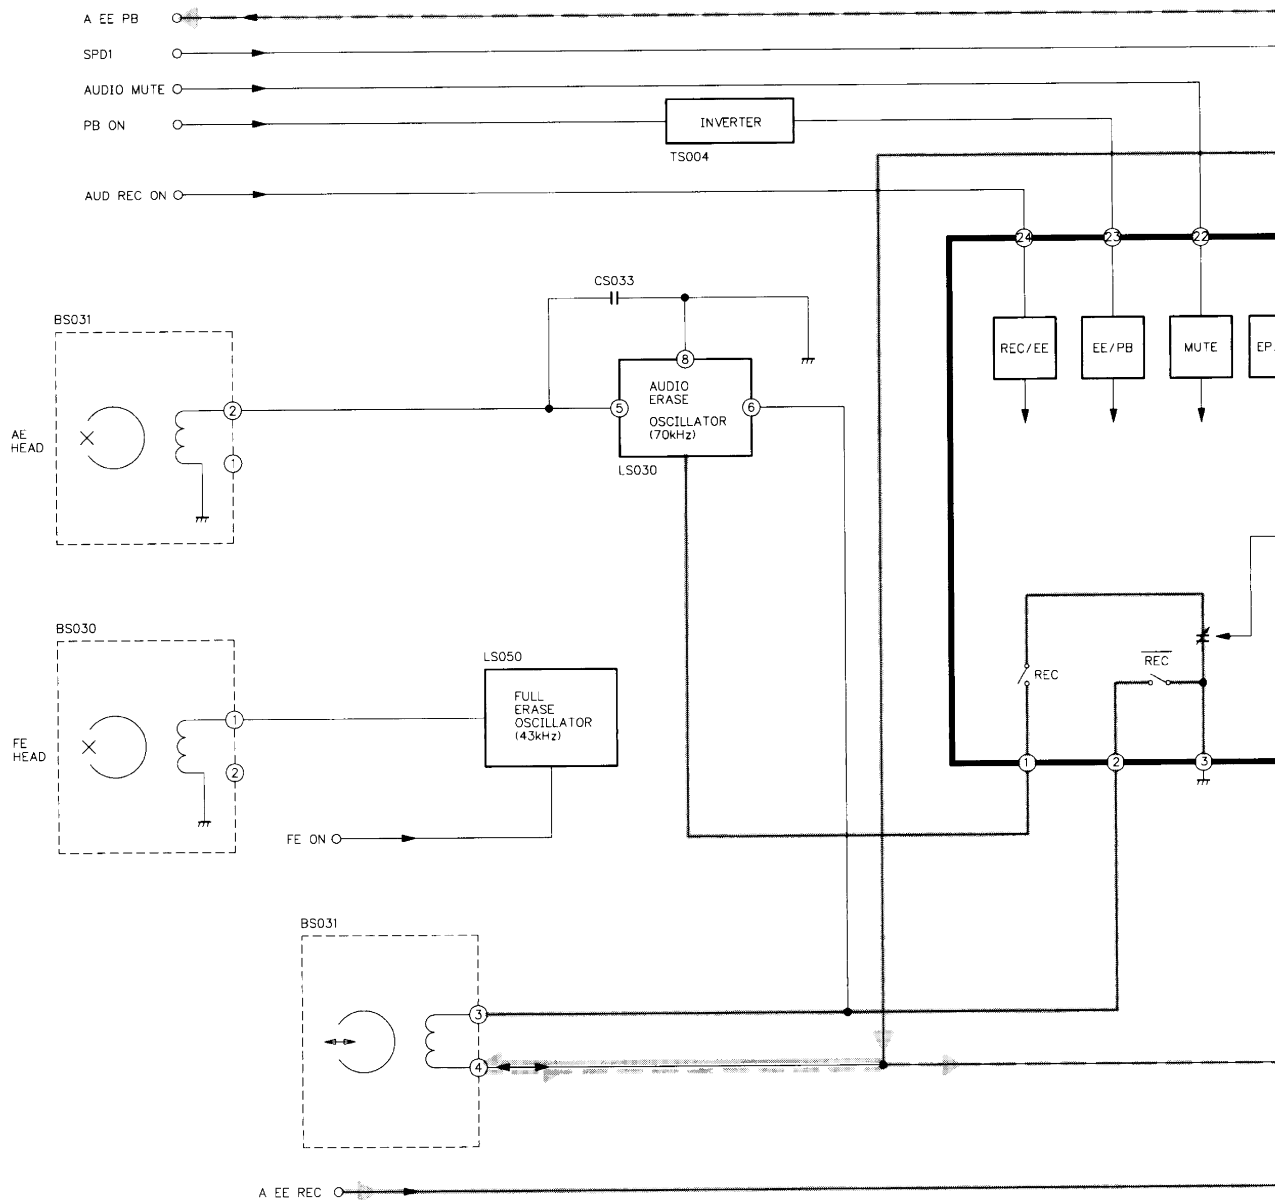 A EE PB
SPD1
AUDIO MUTE
PB ON
INVERTER
TS004
AUD REC ON
24
23
22
CS033
BS031
REC/EE
EE/PB
MUTE
EP
8
AUDIO
ERASE
OSCILLATOR
(70kHz)
5
6
LS030
2
1
AE
HEAD
BS030
LS050
FULL
ERASE
OSCILLATOR
(43kHz)
1
2
FE
HEAD
REC
REC
1
2
3
FE ON
BS031
3
4
A EE REC